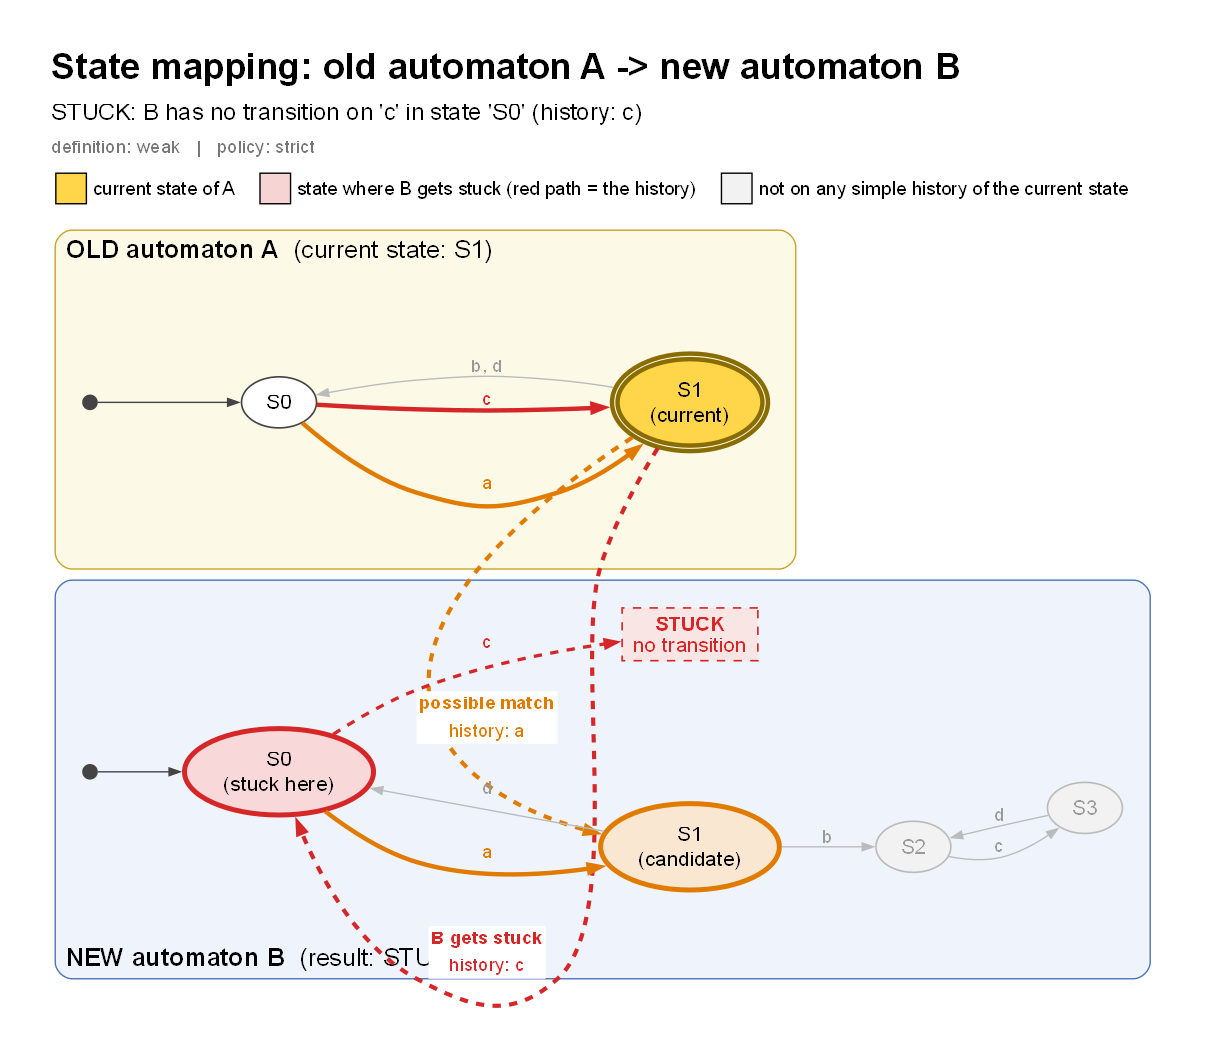 State mapping: old automaton A -> new automaton B
STUCK: B has no transition on 'c' in state 'S0' (history: c)
definition: weak | policy: strict
current state of A
state where B gets stuck (red path = the history)
not on any simple history of the current state
OLD automaton A (current state: S1)
b, d
S0
c
S1
(current)
a
STUCK
no transition
c
possible match
history: a
S0
(stuck here)
d
S1
(candidate)
a
b
S2
d
c
S3
B gets stuck
history: c
NEW automaton B (result: STU